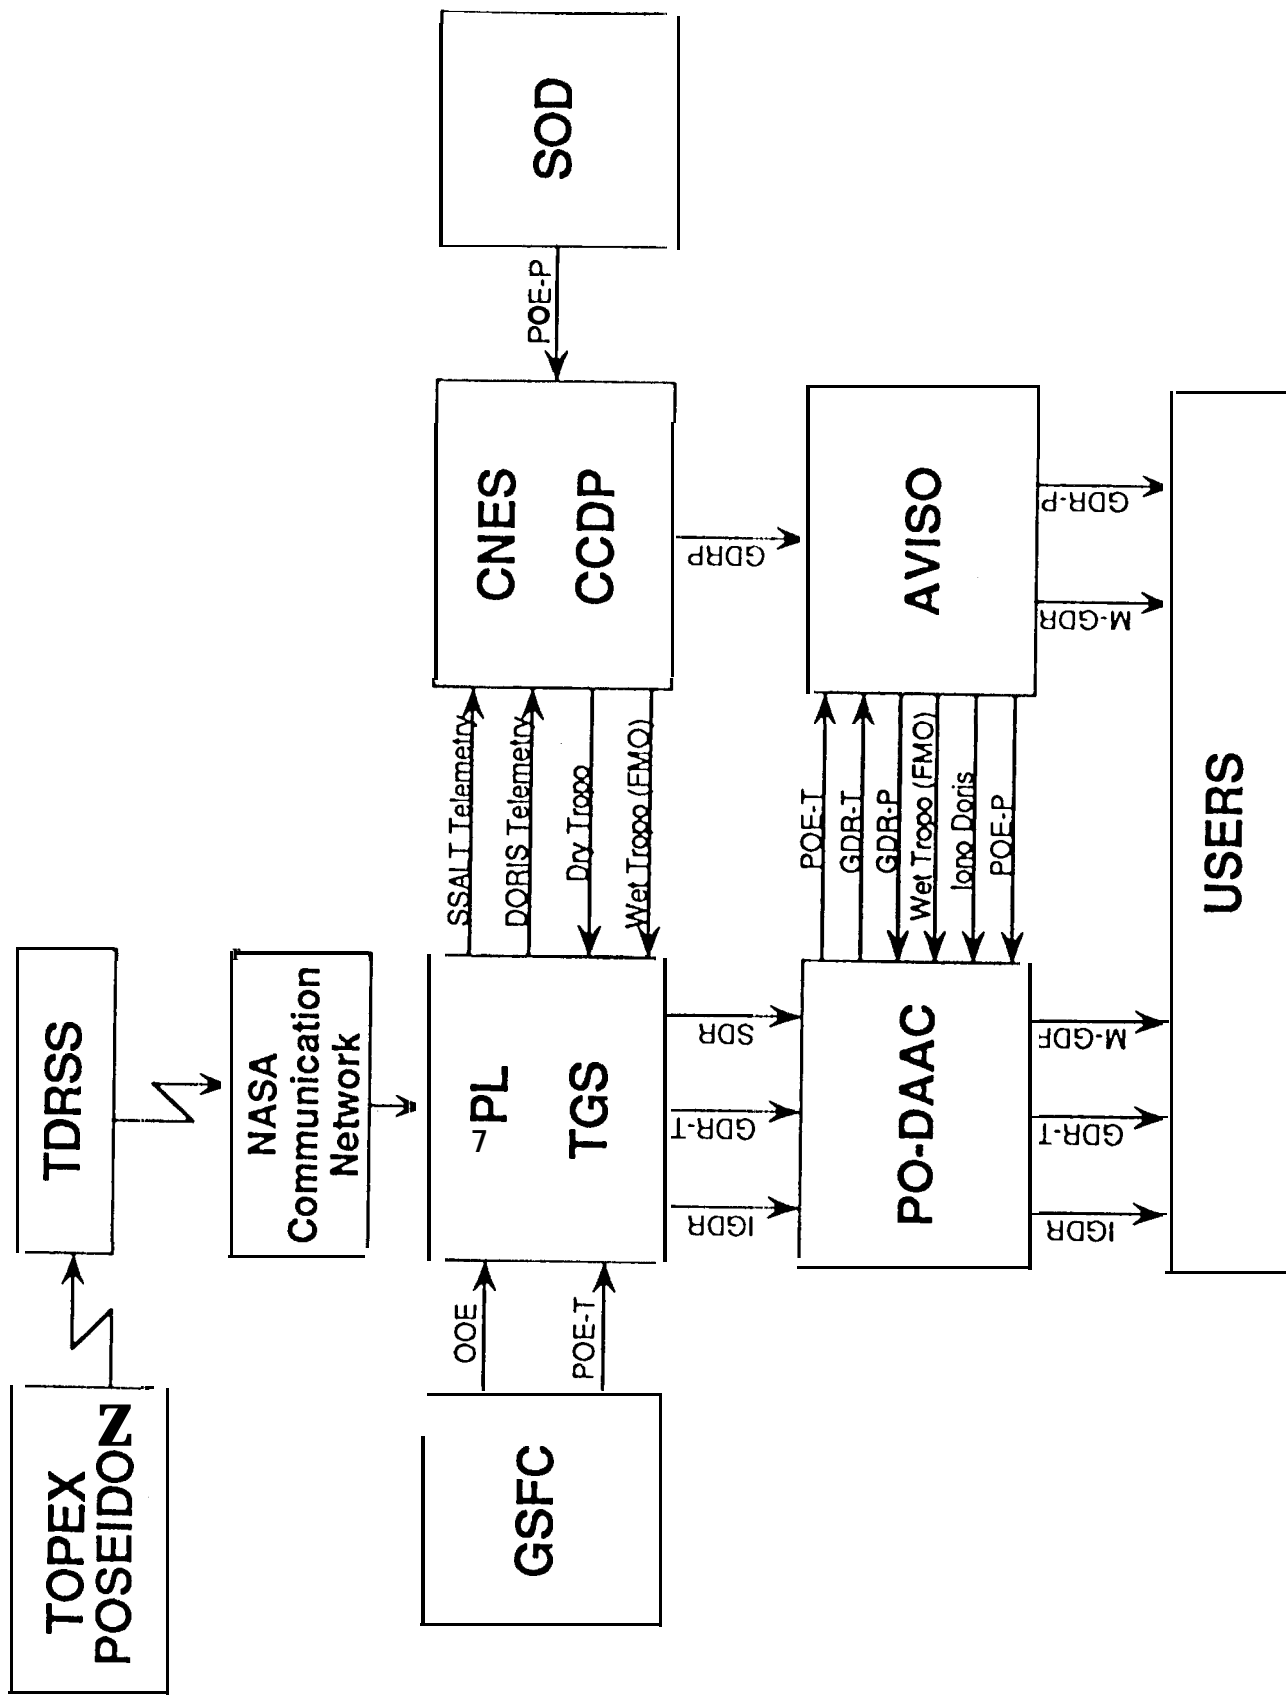 TOPEX
POSEIDON
TDRSS
NASA
Communication
Network
GSFC
OOE
POE-T
PL
TGS
SSALT Telemetry
DORIS Telemetry
Dry Tropo
Wet Tropo (FMO)
CNES
CCDP
POE-P
SOD
IGDR
GDR-T
SDR
GDRP
PO-DAAC
POE-T
GDR-T
GDR-P
Wet Tropo (FMO)
Iono Doris
POE-P
AVISO
IGDR
GDR-T
M-GDR
M-GDR
GDR-P
USERS